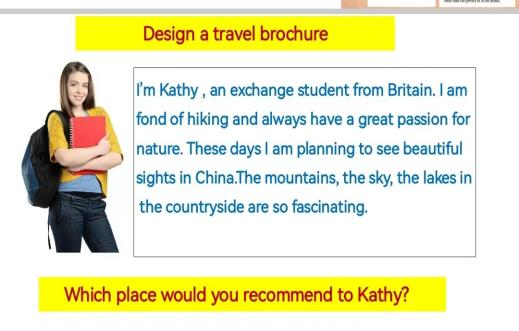 Design a travel brochure
I'm Kathy , an exchange student from Britain. I am
fond of hiking and always have a great passion for
nature. These days I am planning to see beautiful
sights in China.The mountains, the sky, the lakes in
the countryside are so fascinating.
Which place would you recommend to Kathy?